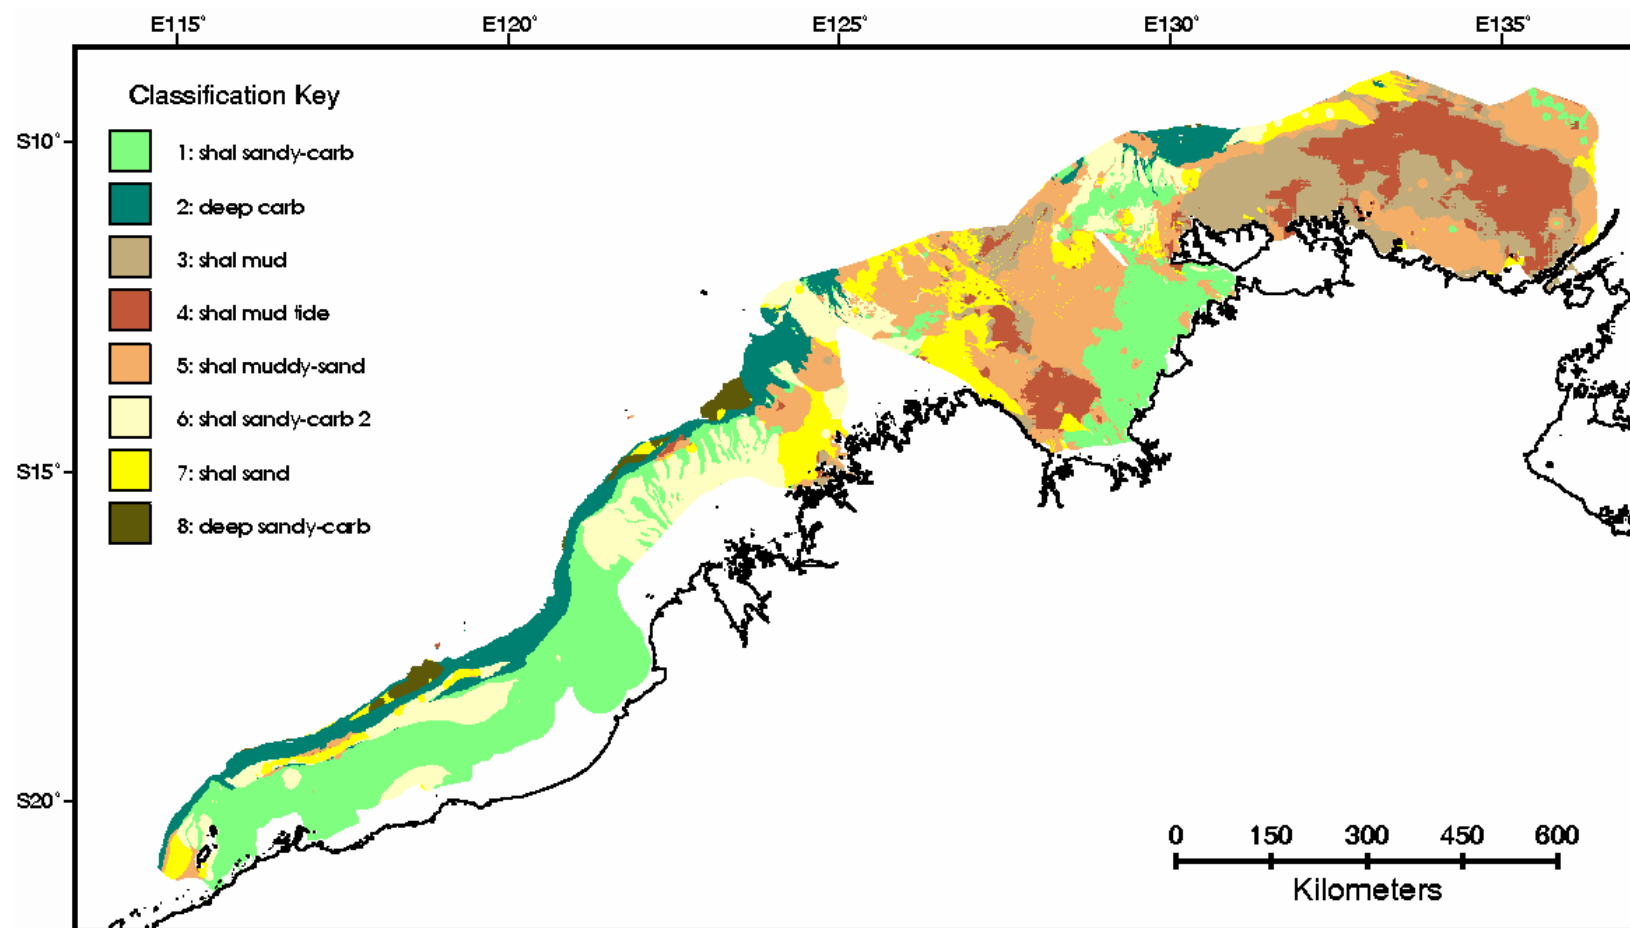 E115° E120° E125° E130° E135°
Classification Key
S10°
1: shal sandy-carb
2: deep carb
3: shal mud
4: shal mud tide
5: shal muddy-sand
6: shal sandy-carb 2
S15°
7: shal sand
8: deep sandy-carb
S20°
0 150 300 450 600
Kilometers